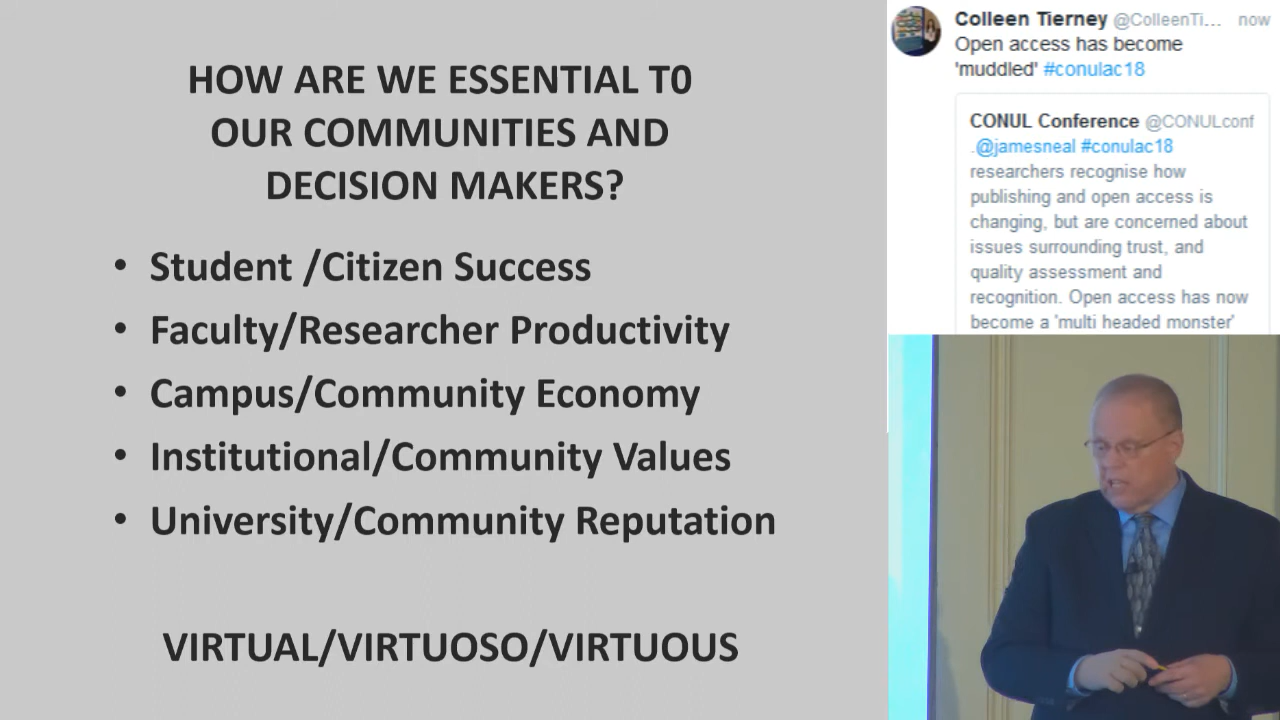 HOW ARE WE ESSENTIAL T0
OUR COMMUNITIES AND
DECISION MAKERS?
• Student /Citizen Success
• Faculty/Researcher Productivity
• Campus/Community Economy
• Institutional/Community Values
• University/Community Reputation
VIRTUAL/VIRTUOSO/VIRTUOUS
Colleen Tierney @ColleenTi... now
Open access has become
'muddled' #conulac18
CONUL Conference @CONULconf
.@jamesneal #conulac18
researchers recognise how
publishing and open access is
changing, but are concerned about
issues surrounding trust, and
quality assessment and
recognition. Open access has now
become a 'multi headed monster'